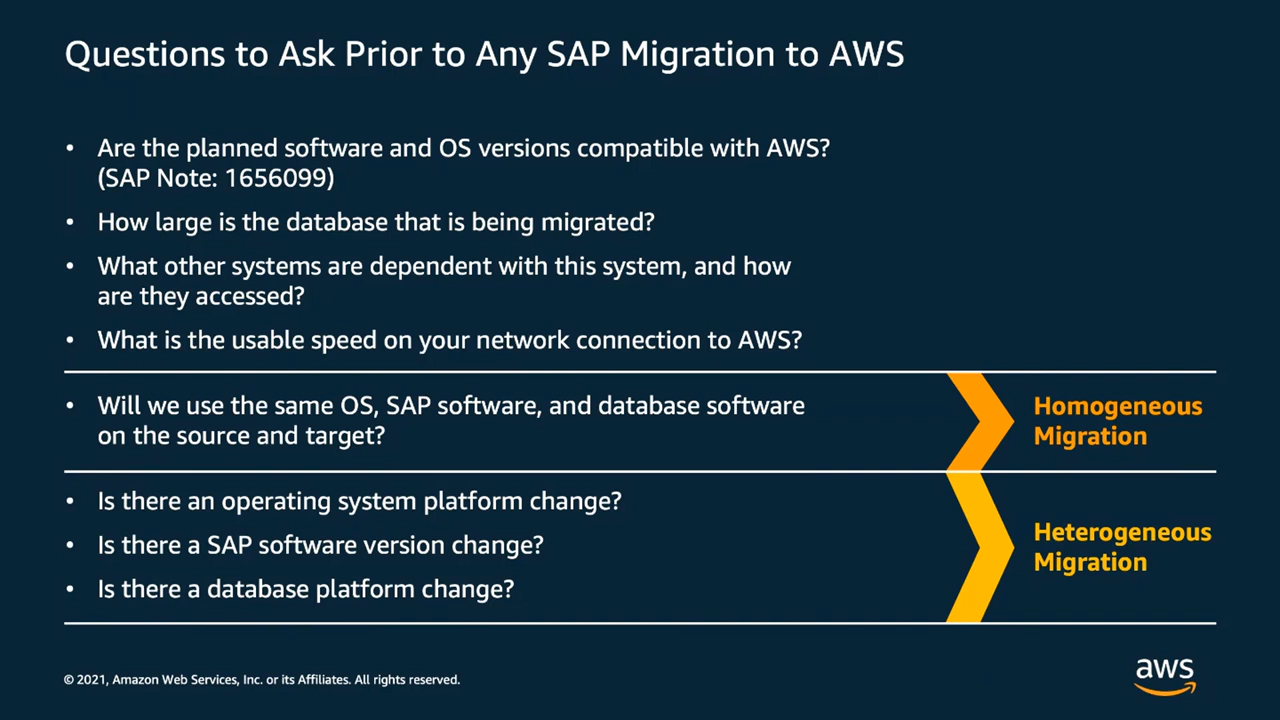 Questions to Ask Prior to Any SAP Migration to AWS
• Are the planned software and OS versions compatible with AWS?
(SAP Note: 1656099)
• How large is the database that is being migrated?
• What other systems are dependent with this system, and how
are they accessed?
• What is the usable speed on your network connection to AWS?
• Will we use the same OS, SAP software, and database software
on the source and target?
Homogeneous
Migration
• Is there an operating system platform change?
• Is there a SAP software version change?
• Is there a database platform change?
Heterogeneous
Migration
© 2021, Amazon Web Services, Inc. or its Affiliates. All rights reserved.
aws